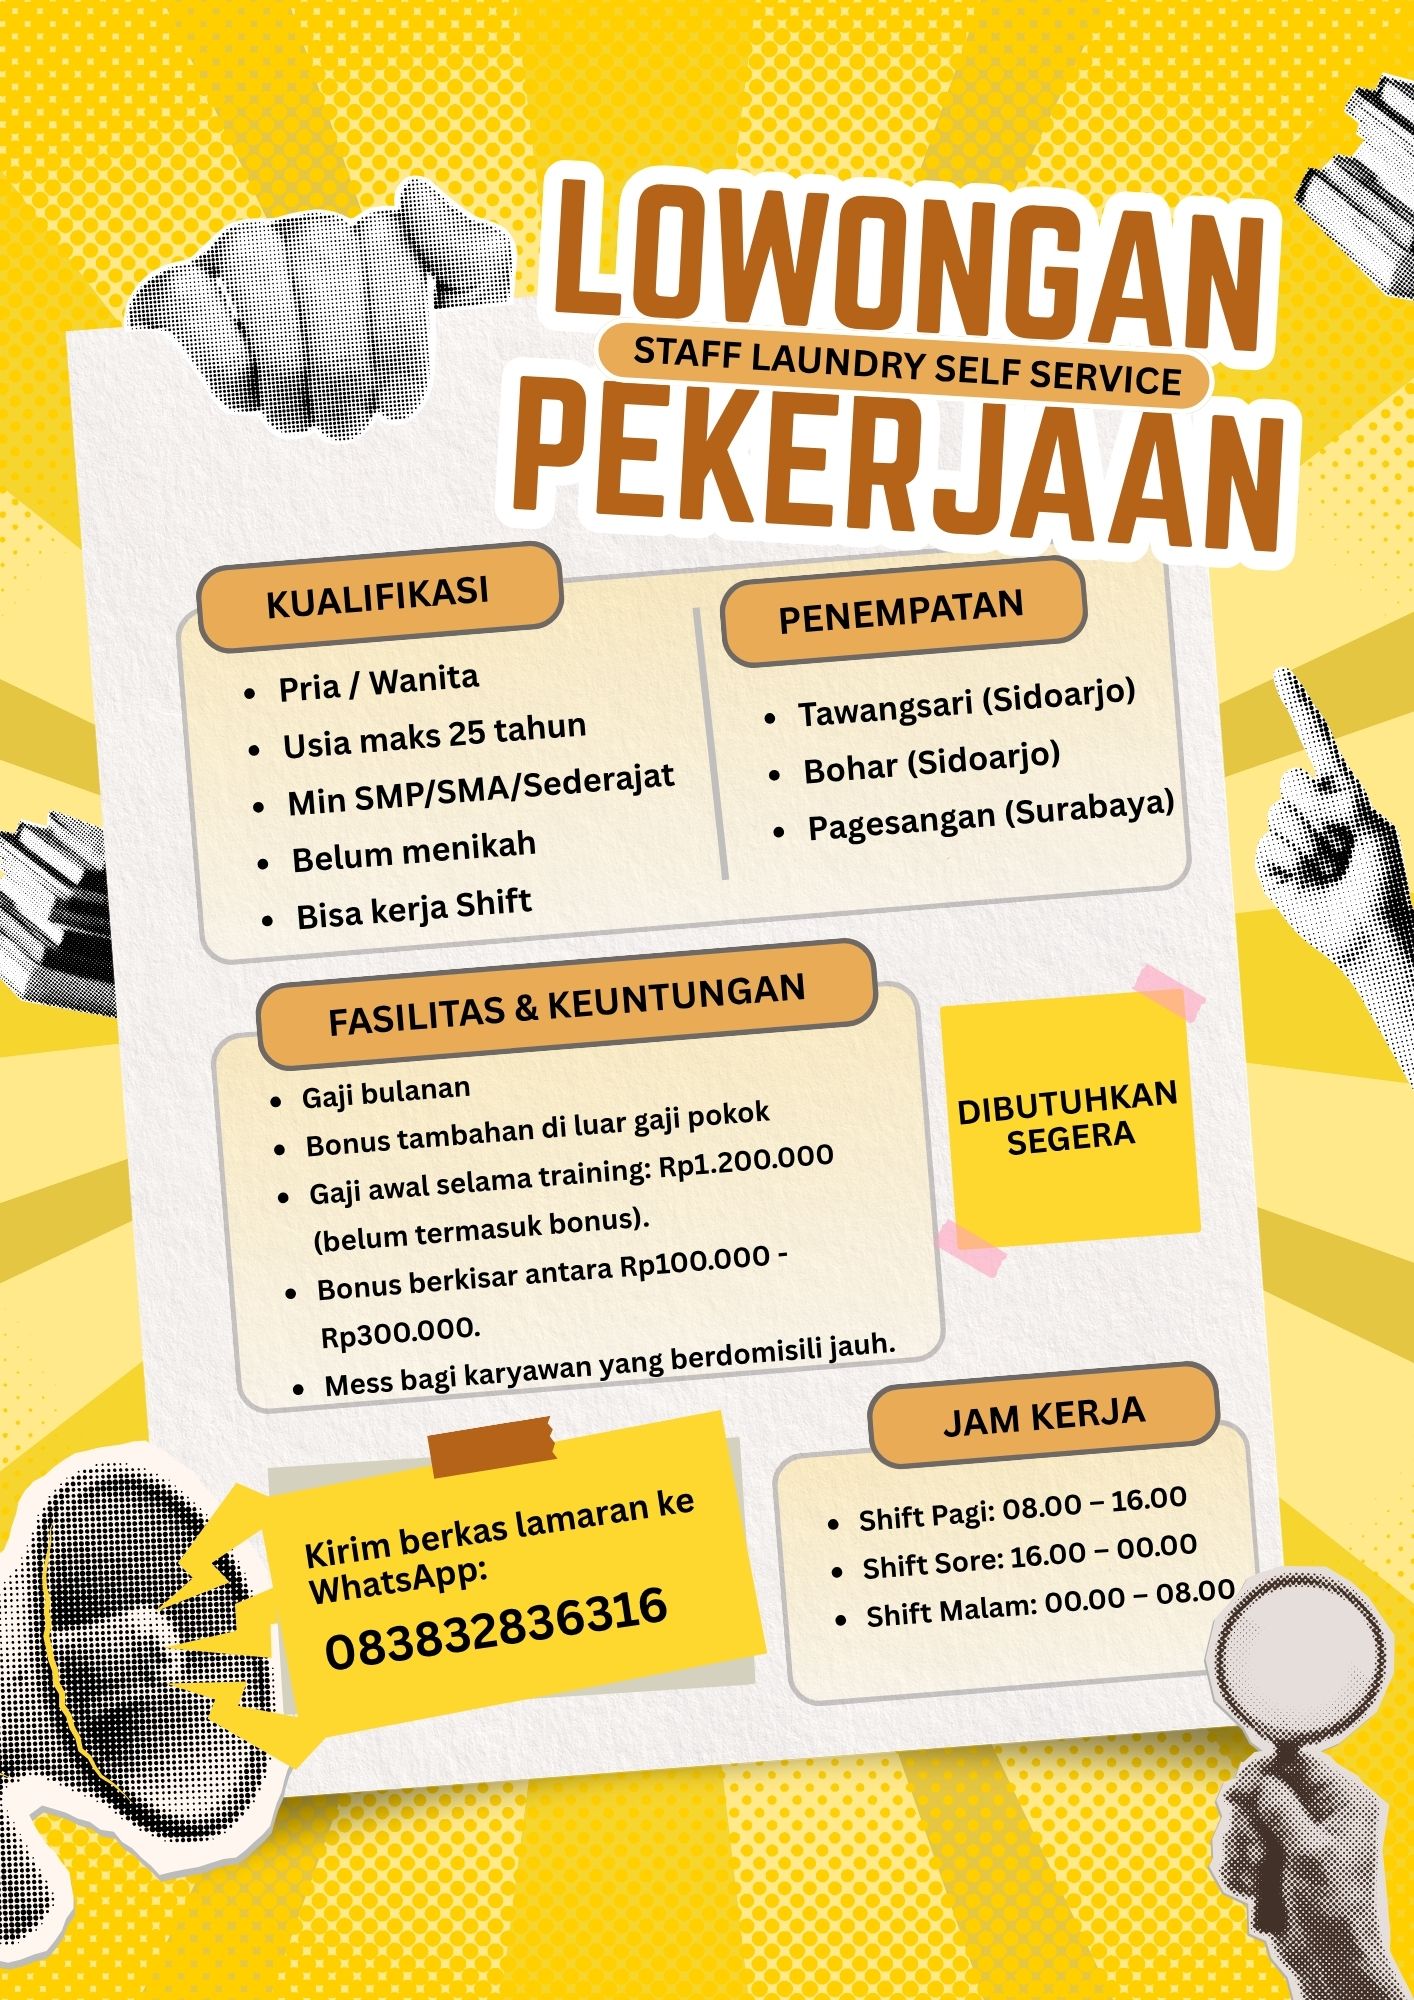 LOWONGAN
STAFF LAUNDRY SELF SERVICE
PEKERJAAN
KUALIFIKASI
• Pria / Wanita
• Usia maks 25 tahun
• Min SMP/SMA/Sederajat
• Belum menikah
• Bisa kerja Shift
PENEMPATAN
• Tawangsari (Sidoarjo)
• Bohar (Sidoarjo)
• Pagesangan (Surabaya)
FASILITAS & KEUNTUNGAN
• Gaji bulanan
• Bonus tambahan di luar gaji pokok
• Gaji awal selama training: Rp1.200.000
(belum termasuk bonus).
• Bonus berkisar antara Rp100.000 -
Rp300.000.
• Mess bagi karyawan yang berdomisili jauh.
DIBUTUHKAN
SEGERA
Kirim berkas lamaran ke
WhatsApp:
083832836316
JAM KERJA
• Shift Pagi: 08.00 – 16.00
• Shift Sore: 16.00 – 00.00
• Shift Malam: 00.00 – 08.00